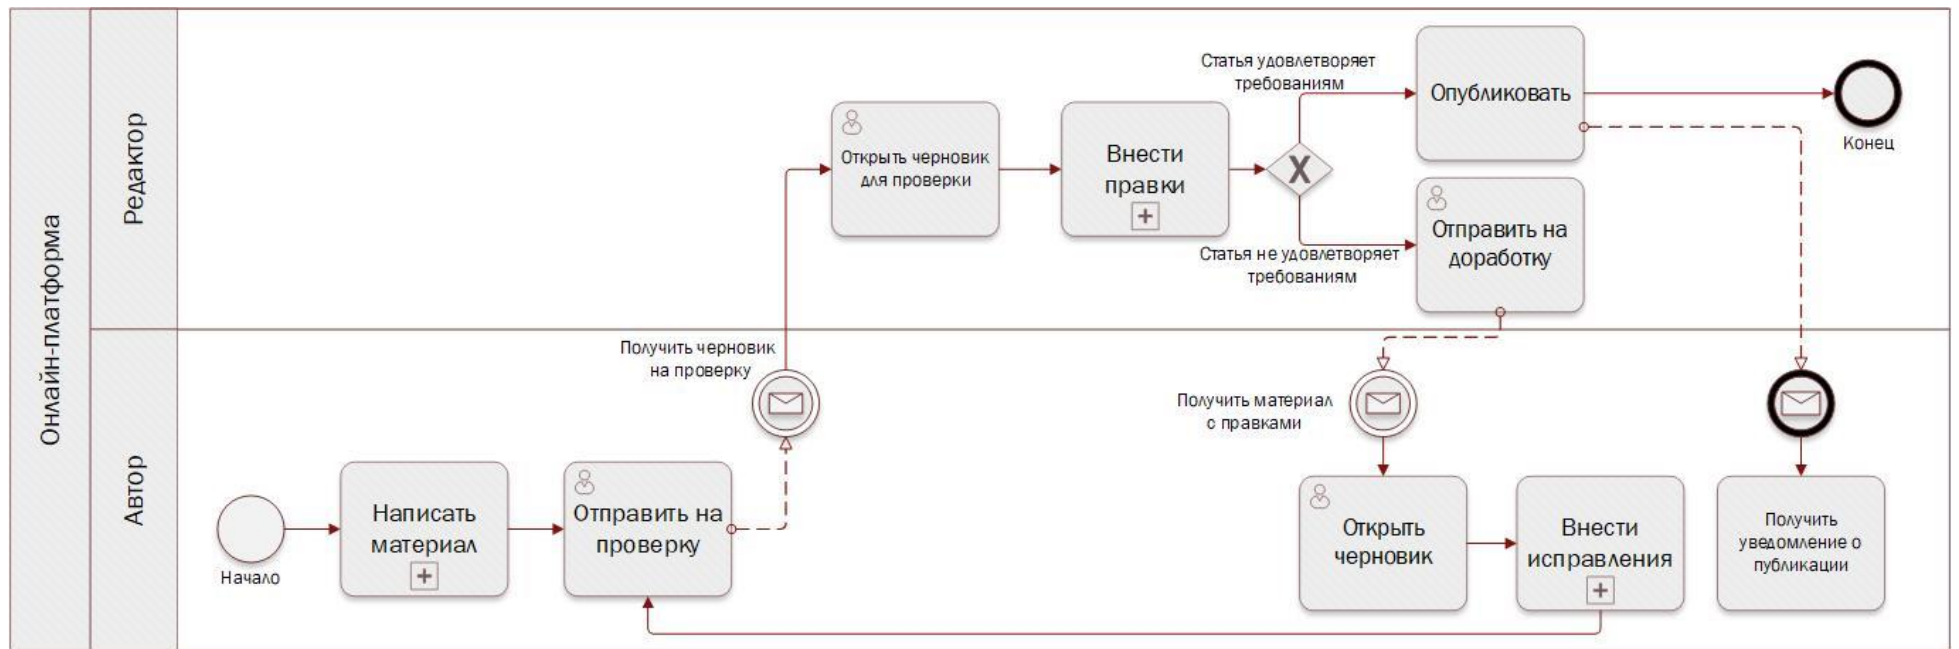 Онлайн-платформа
Редактор
Автор
Статья удовлетворяет
требованиям
Опубликовать
Конец
Открыть черновик
для проверки
Внести
правки
X
Отправить на
доработку
Статья не удовлетворяет
требованиям
Получить черновик
на проверку
Получить материал
с правками
Начало
Написать
материал
Отправить на
проверку
Открыть
черновик
Внести
исправления
Получить
уведомление о
публикации